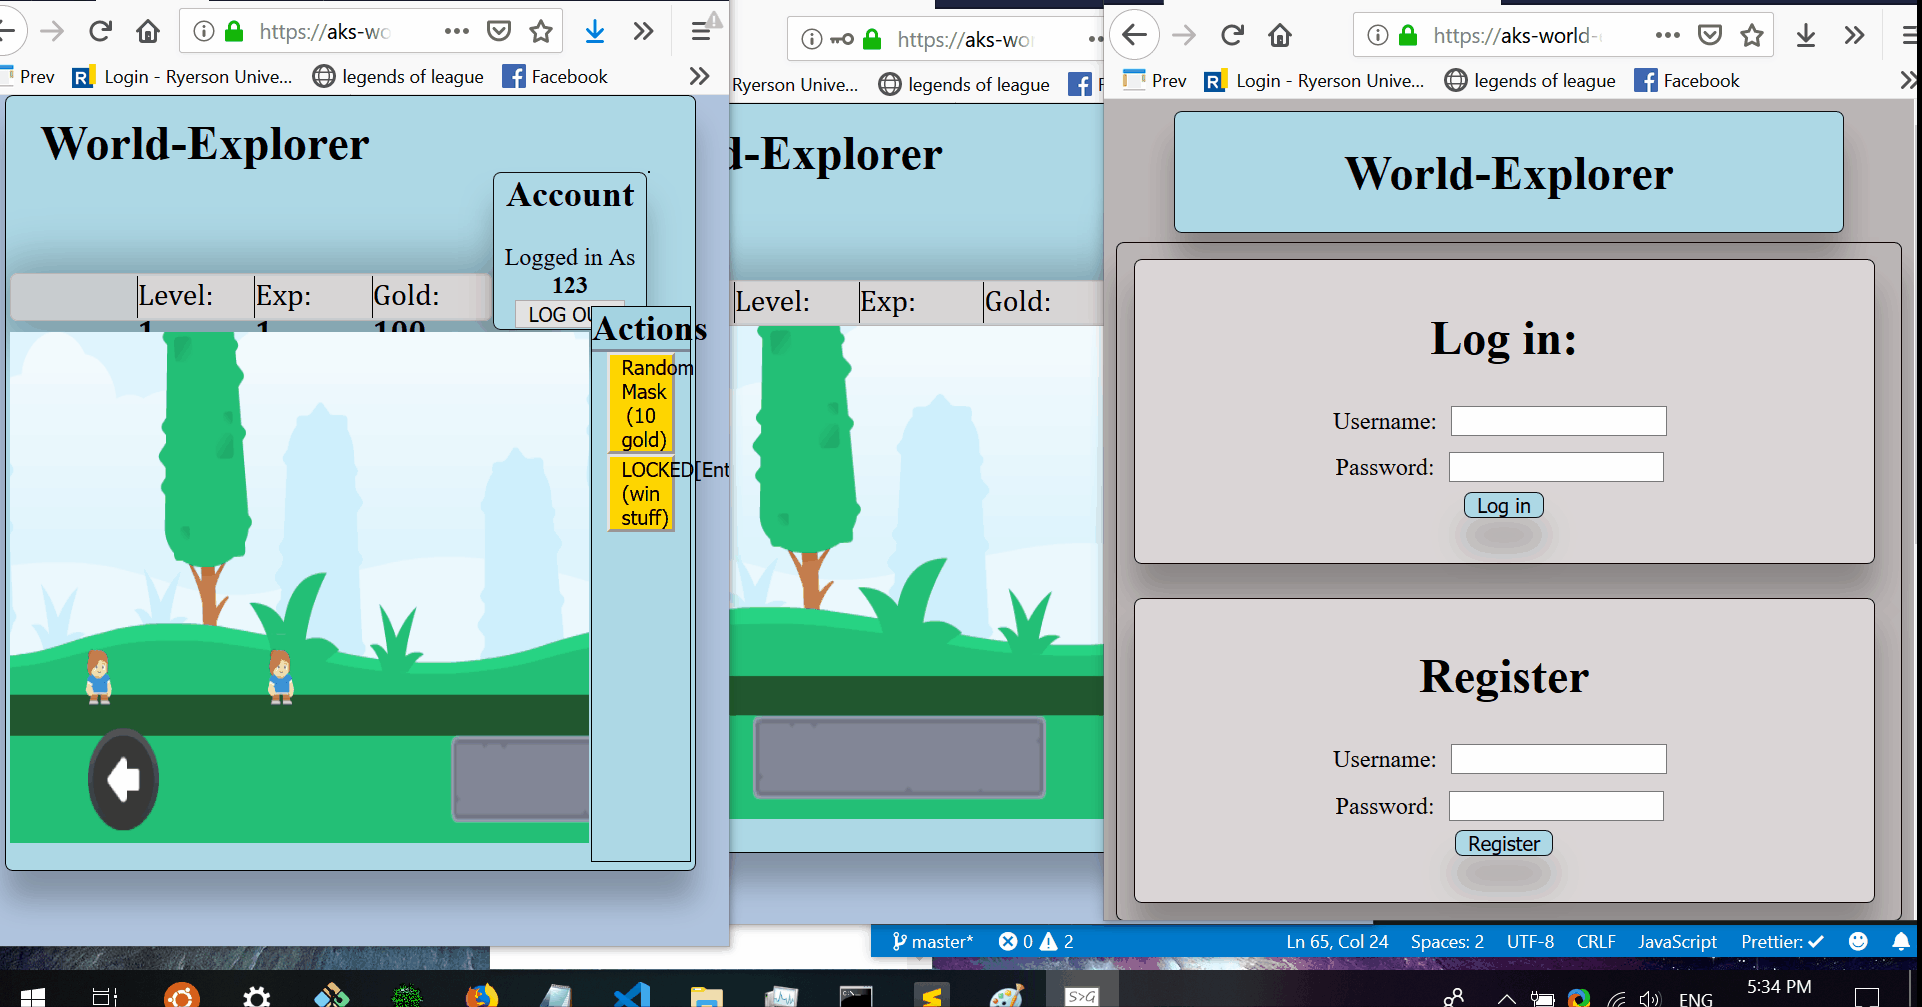 https://aks-wo
Prev
Login - Ryerson Unive...
legends of league
Facebook
World-Explorer
Account
Logged in As
123
LOG OU
Level:
Exp:
Gold:
Actions
Random
Mask
(10
gold)
LOCKED[Ent
(win
stuff)
https://aks-wo
Ryerson Unive...
legends of league
F
d-Explorer
Level:
Exp:
Gold:
https://aks-world-
Prev
Login - Ryerson Unive...
legends of league
Facebook
World-Explorer
Log in:
Username:
Password:
Log in
Register
Username:
Password:
Register
master*
0
2
Ln 65, Col 24
Spaces: 2
UTF-8
CRLF
JavaScript
Prettier:
S>G
ENG
5:34 PM